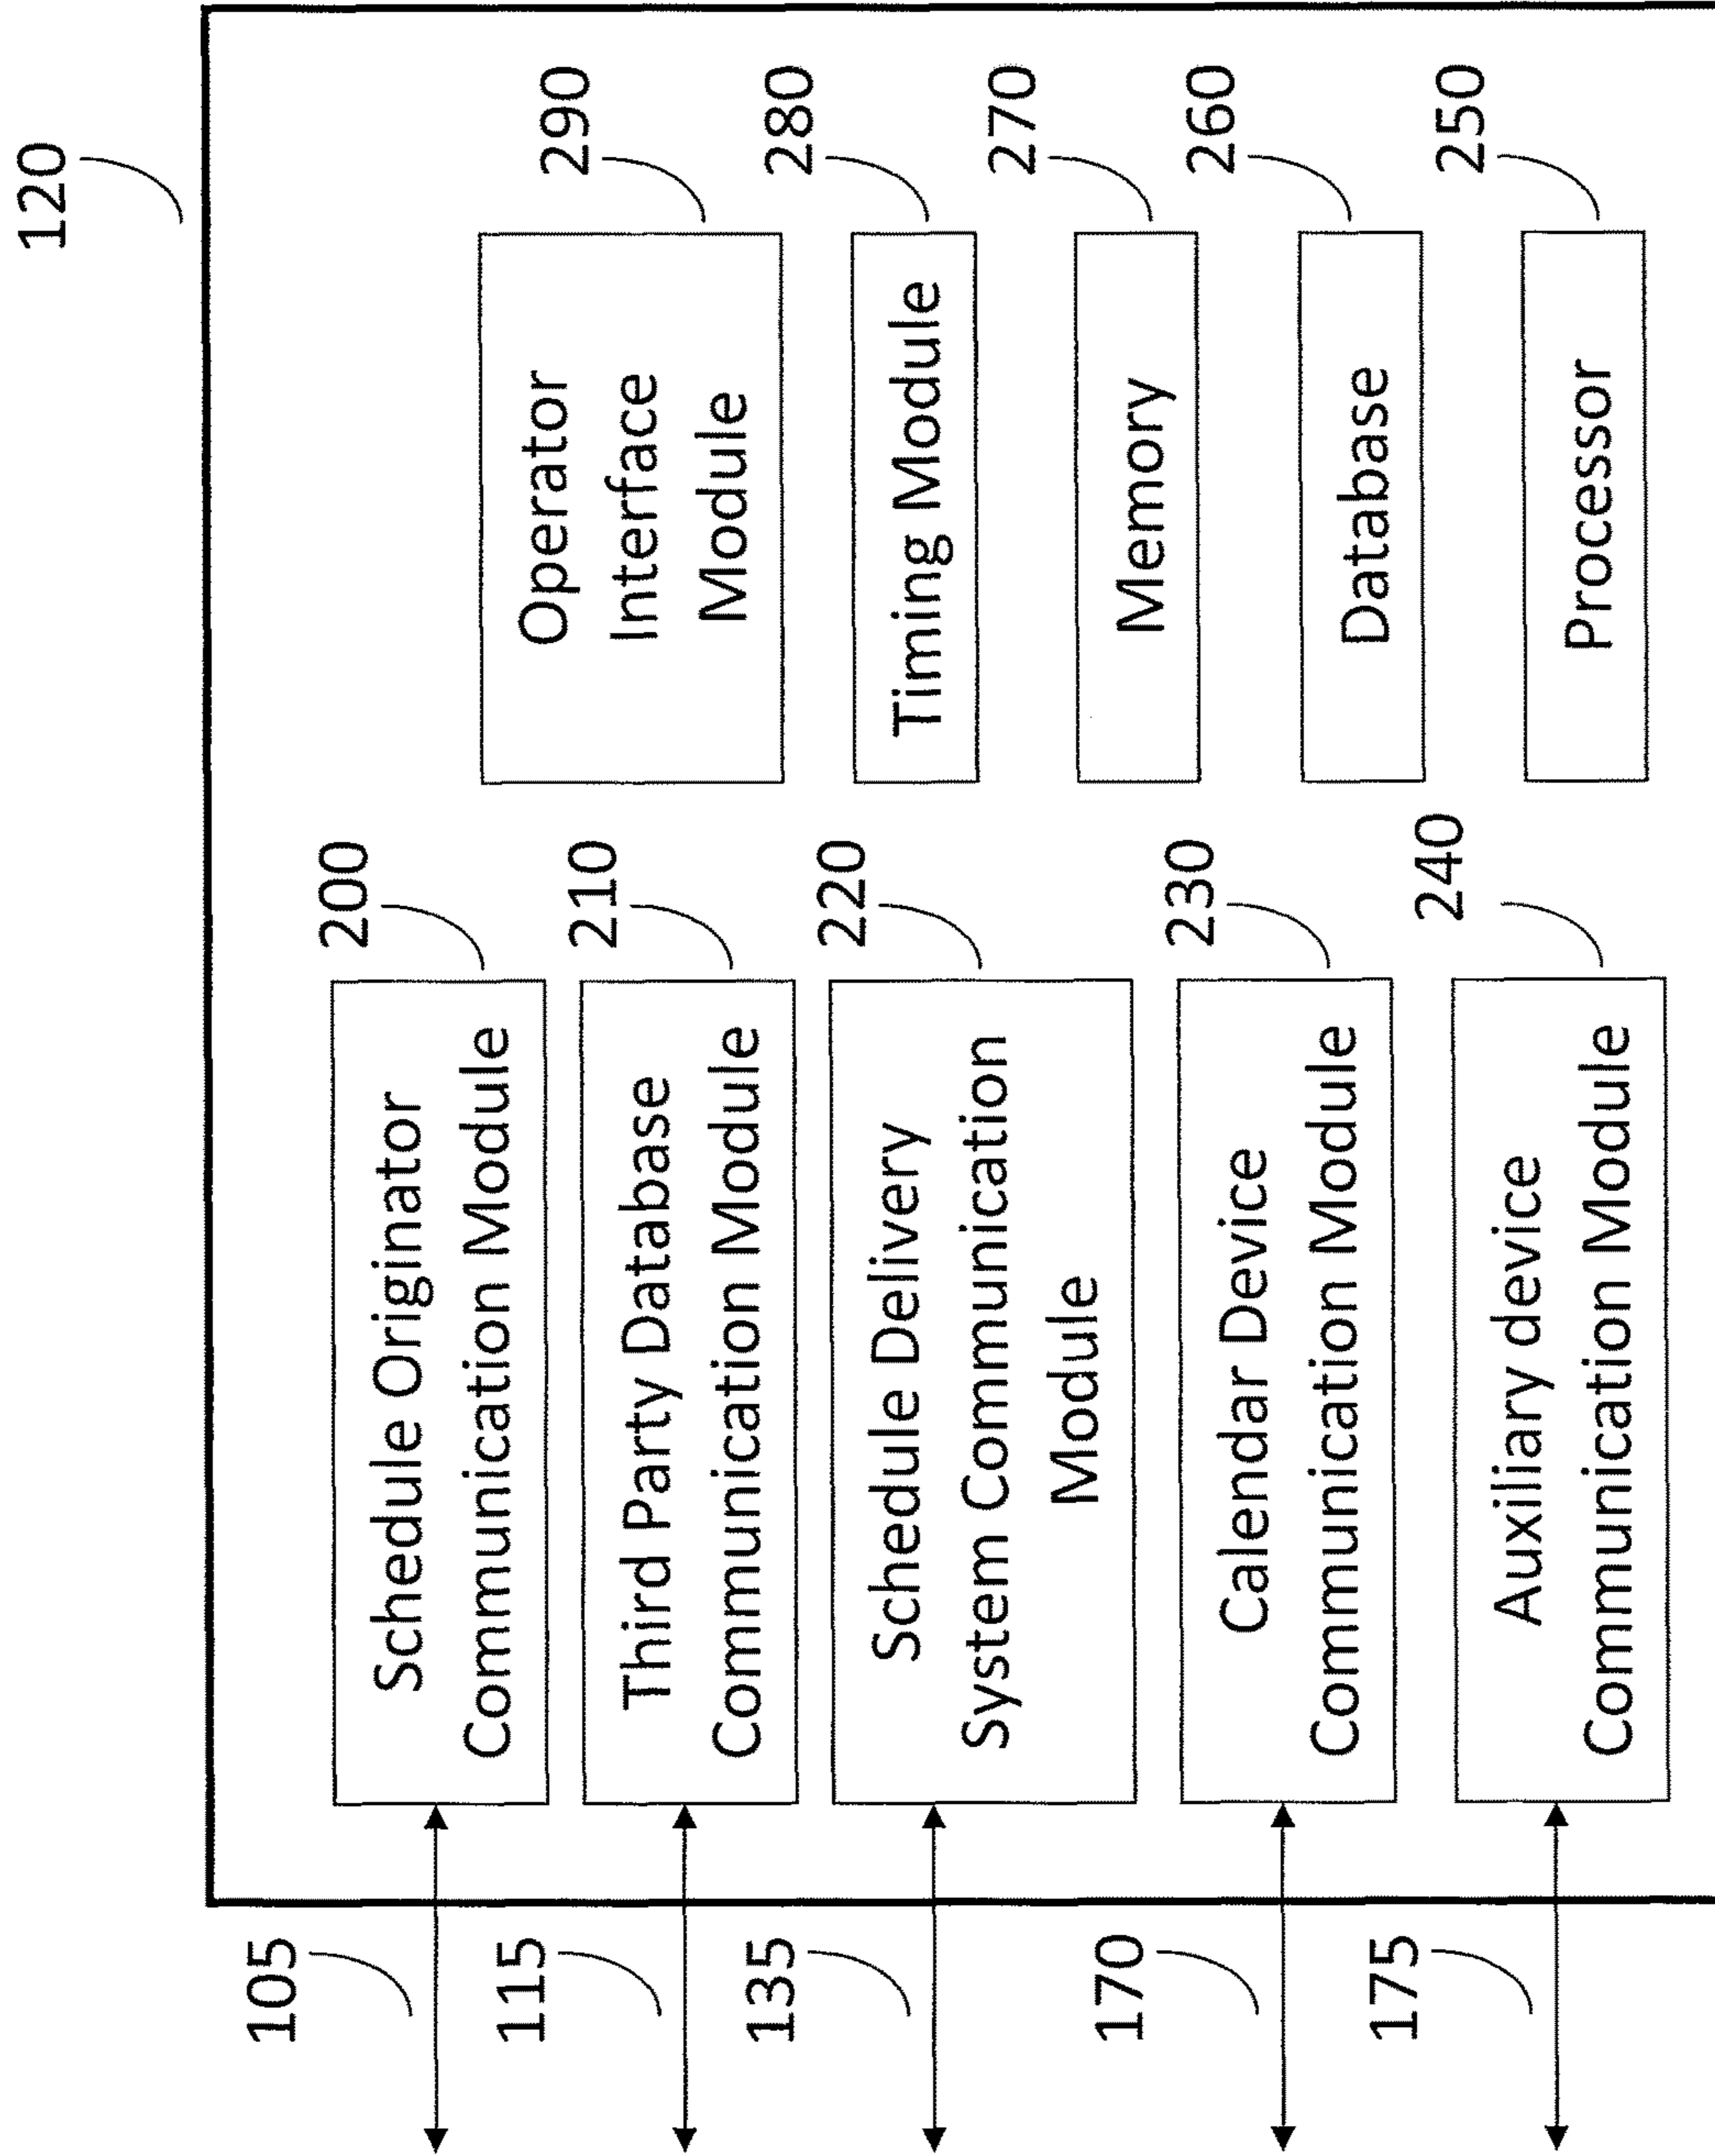 120
105
Schedule Originator
Communication Module
200
115
Third Party Database
Communication Module
210
135
Schedule Delivery
System Communication
Module
220
170
Calendar Device
Communication Module
230
175
Auxiliary device
Communication Module
240
Operator
Interface
Module
290
Timing Module
280
Memory
270
Database
260
Processor
250